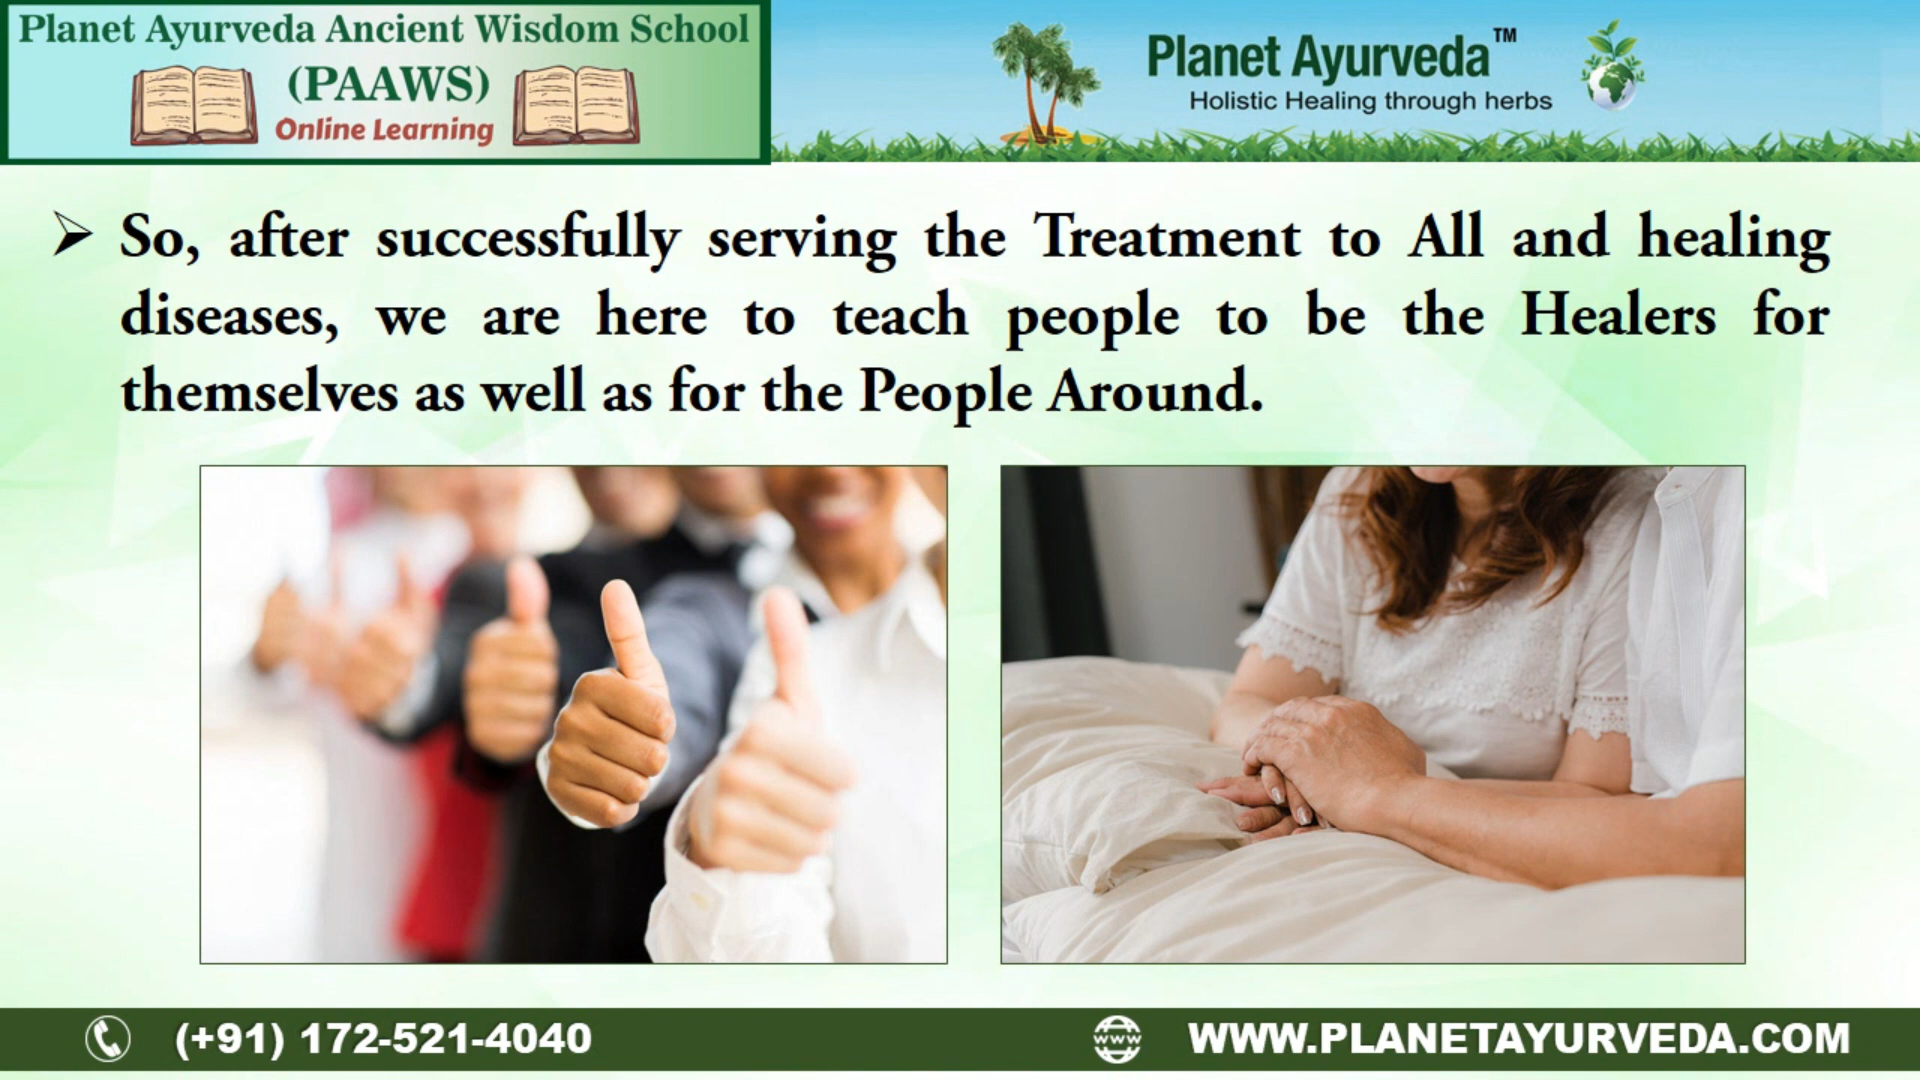 Planet Ayurveda Ancient Wisdom School
(PAAWS)
Online Learning
Planet Ayurveda™
Holistic Healing through herbs
➢ So, after successfully serving the Treatment to All and healing
diseases, we are here to teach people to be the Healers for
themselves as well as for the People Around.
(+91) 172-521-4040
www
WWW.PLANETAYURVEDA.COM